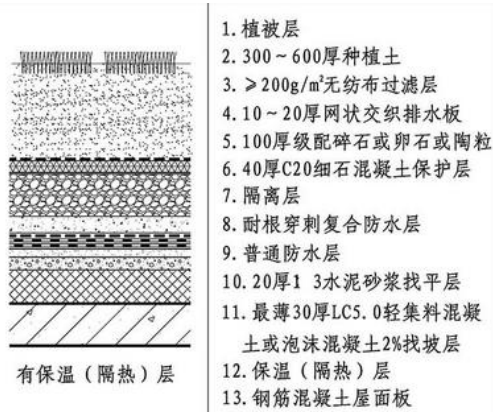 1.植被层
2.300~600厚种植土
3.≥200g/m²无纺布过滤层
4.10~20厚网状交织排水板
5.100厚级配碎石或卵石或陶粒
6.40厚C20细石混凝土保护层
7.隔离层
8.耐根穿刺复合防水层
9.普通防水层
10.20厚1 3水泥砂浆找平层
11.最薄30厚LC5.0轻集料混凝
土或泡沫混凝土2%找坡层
12.保温(隔热)层
13.钢筋混凝土屋面板
有保温(隔热)层